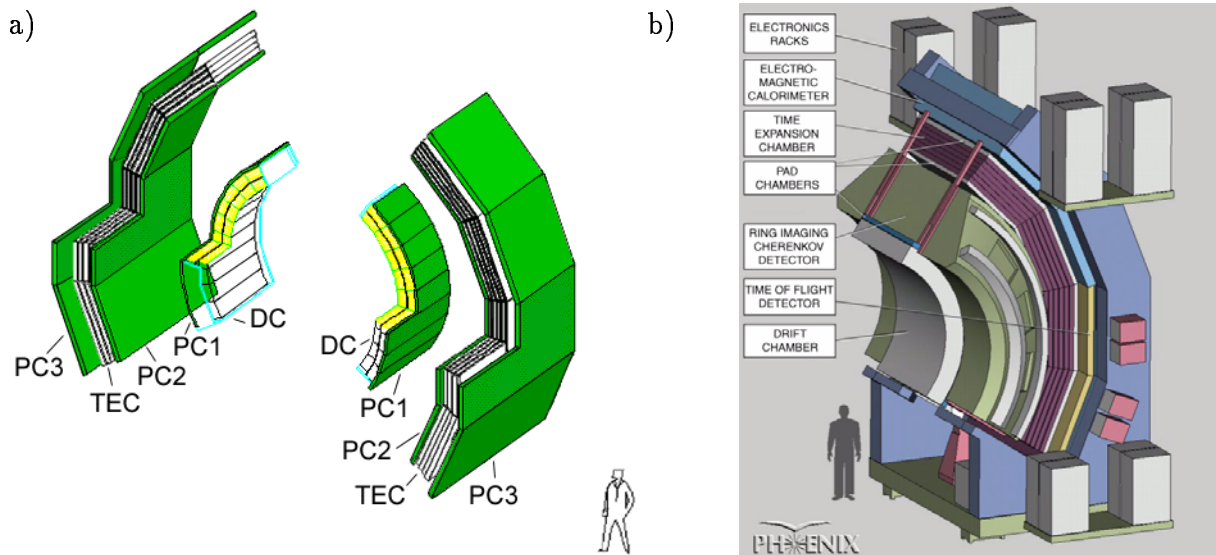 a)
PC3
TEC
PC2
PC1
DC
DC
PC1
PC2
TEC
PC3
b)
ELECTRONICS
RACKS
ELECTRO-
MAGNETIC
CALORIMETER
TIME
EXPANSION
CHAMBER
PAD
CHAMBERS
RING IMAGING
CHERENKOV
DETECTOR
TIME OF FLIGHT
DETECTOR
DRIFT
CHAMBER
PHENIX